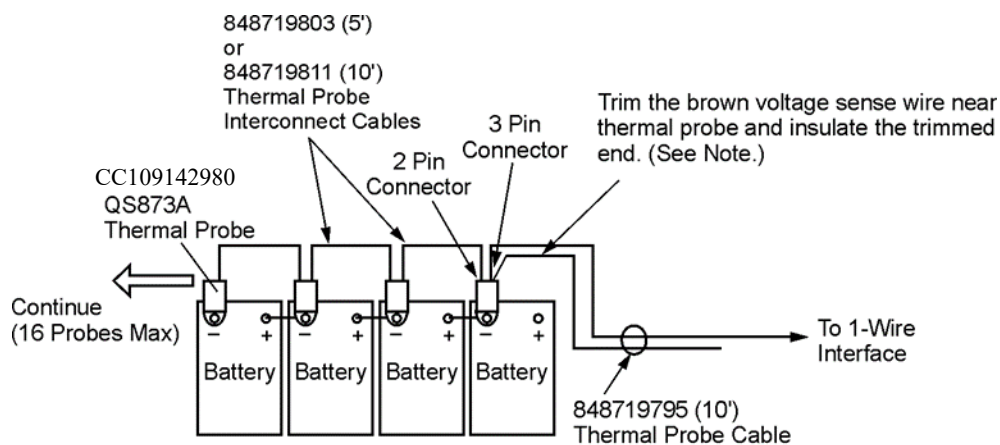 848719803 (5')
or
848719811 (10')
Thermal Probe
Interconnect Cables
3 Pin
Connector
2 Pin
Connector
Trim the brown voltage sense wire near
thermal probe and insulate the trimmed
end. (See Note.)
CC109142980
QS873A
Thermal Probe
Continue
(16 Probes Max)
− + − + − + − +
Battery Battery Battery Battery
To 1-Wire
Interface
848719795 (10')
Thermal Probe Cable